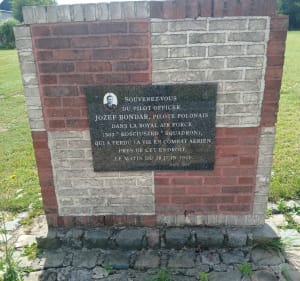 SOUVENEZ-VOUS
DU PILOT OFFICER
JOZEF BONDAR, PILOTE POLONAIS
DANS LA ROYAL AIR FORCE
"KOSCIUSZKO" SQUADRON),
QUI A PERDU LA VIE EN COMBAT AERIEN
PRES DE CET ENDROIT,
LE MATIN DU 28 JUIN